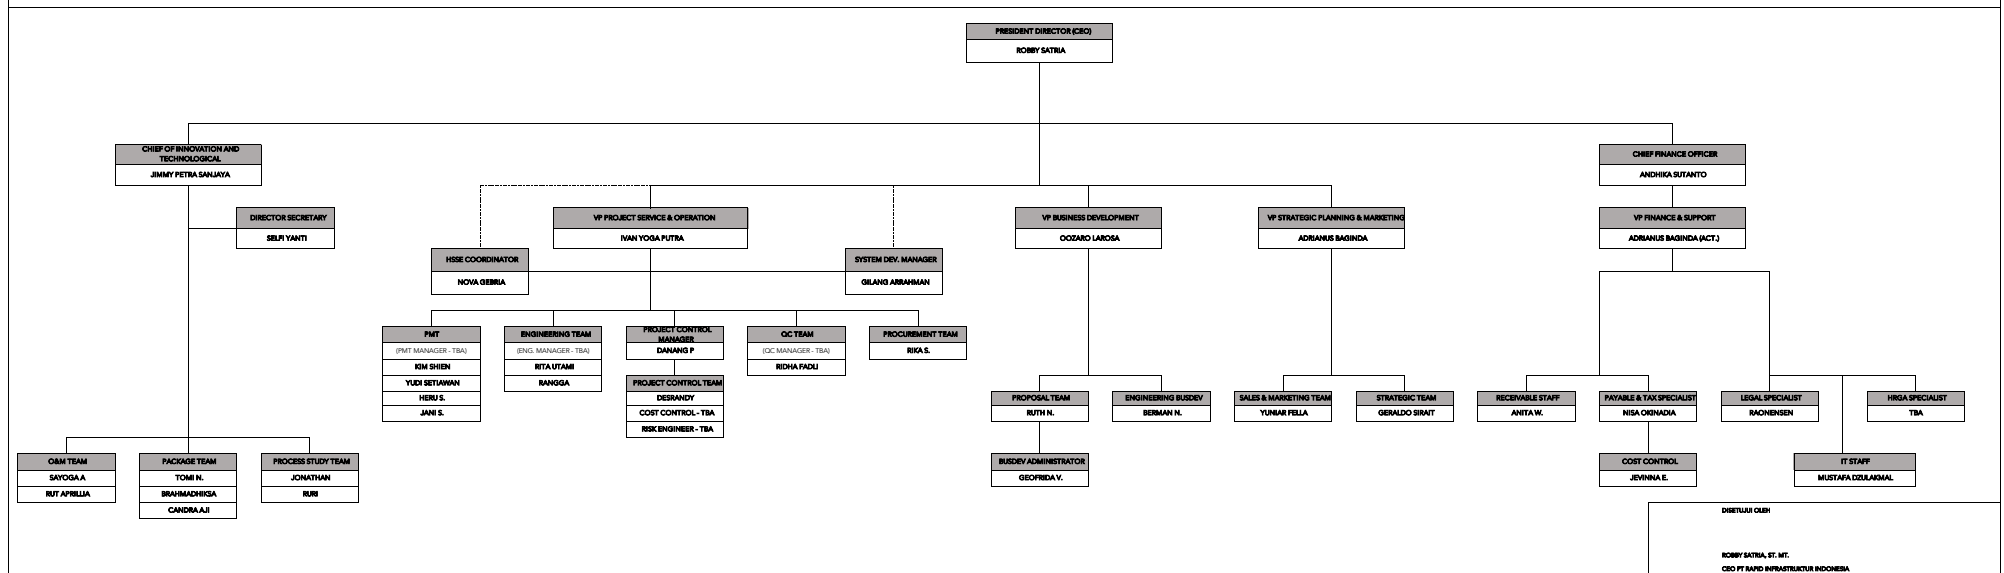 PRESIDENT DIRECTOR (CEO)
ROBBY SATRIA
CHIEF OF INNOVATION AND
TECHNOLOGICAL
JIMMY PETRA SANJAYA
CHIEF FINANCE OFFICER
ANDHIKA SUTANTO
DIRECTOR SECRETARY
SELFI YANTI
VP PROJECT SERVICE & OPERATION
IVAN YOGA PUTRA
VP BUSINESS DEVELOPMENT
OOZARO LAROSA
VP STRATEGIC PLANNING & MARKETING
ADRIANUS BAGINDA
VP FINANCE & SUPPORT
ADRIANUS BAGINDA (ACT.)
HSSE COORDINATOR
NOVA GEBRIA
SYSTEM DEV. MANAGER
GILANG ARRAHMAN
PMT
(PMT MANAGER - TBA)
KIM SHIEN
YUDI SETIAWAN
HERU S.
JANI S.
ENGINEERING TEAM
(ENG. MANAGER - TBA)
RITA UTAMI
RANGGA
PROJECT CONTROL
MANAGER
DANANG P
PROJECT CONTROL TEAM
DESRANDY
COST CONTROL - TBA
RISK ENGINEER - TBA
QC TEAM
(QC MANAGER - TBA)
RIDHA FADLI
PROCUREMENT TEAM
RIKA S.
PROPOSAL TEAM
RUTH N.
ENGINEERING BUSDEV
BERMAN N.
SALES & MARKETING TEAM
YUNIAR FELLA
STRATEGIC TEAM
GERALDO SIRAIT
RECEIVABLE STAFF
ANITA W.
PAYABLE & TAX SPECIALIST
NISA OKINADIA
LEGAL SPECIALIST
RAONENSEN
HRGA SPECIALIST
TBA
O&M TEAM
SAYOGA A
RUT APRILLIA
PACKAGE TEAM
TOMI N.
BRAHMADHIKSA
CANDRA AJI
PROCESS STUDY TEAM
JONATHAN
RURI
BUSDEV ADMINISTRATOR
GEOFRIDA V.
COST CONTROL
JEVINNA E.
IT STAFF
MUSTAFA DZULAKMAL
DISETUJUI OLEH
ROBBY SATRIA, ST. MT.
CEO PT RAPID INFRASTRUKTUR INDONESIA